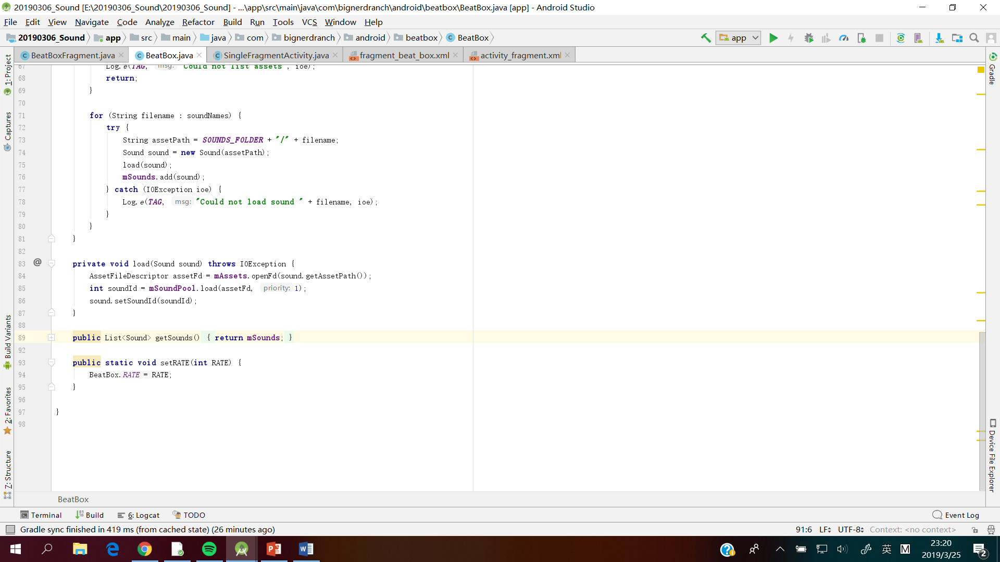 20190306_Sound [E:\20190306_Sound\20190306_Sound] - ...\app\src\main\java\com\bignerdranch\android\beatbox\BeatBox.java [app] - Android Studio
File Edit View Navigate Code Analyze Refactor Build Run Tools VCS Window Help
20190306_Sound app src main java com bignerdranch android beatbox BeatBox app
BeatBoxFragment.java BeatBox.java SingleFragmentActivity.java fragment_beat_box.xml activity_fragment.xml
1: Project
Captures
Build Variants
2: Favorites
7: Structure
Gradle
Device File Explorer
67 Log.e(TAG, msg: "Could not list assets", ioe);
68 return;
69 }
70
71 for (String filename : soundNames) {
72 try {
73 String assetPath = SOUNDS_FOLDER + "/" + filename;
74 Sound sound = new Sound(assetPath);
75 load(sound);
76 mSounds.add(sound);
77 } catch (IOException ioe) {
78 Log.e(TAG, msg: "Could not load sound " + filename, ioe);
79 }
80 }
81 }
82
83 @ private void load(Sound sound) throws IOException {
84 AssetFileDescriptor assetFd = mAssets.openFd(sound.getAssetPath());
85 int soundId = mSoundPool.load(assetFd, priority: 1);
86 sound.setSoundId(soundId);
87 }
88
89 public List<Sound> getSounds() { return mSounds; }
92
93 public static void setRATE(int RATE) {
94 BeatBox.RATE = RATE;
95 }
96
97 }
98
BeatBox
Terminal Build 6: Logcat TODO Event Log
Gradle sync finished in 419 ms (from cached state) (26 minutes ago) 91:6 LF UTF-8 Context: <no context>
英 M 23:20
2019/3/25 2